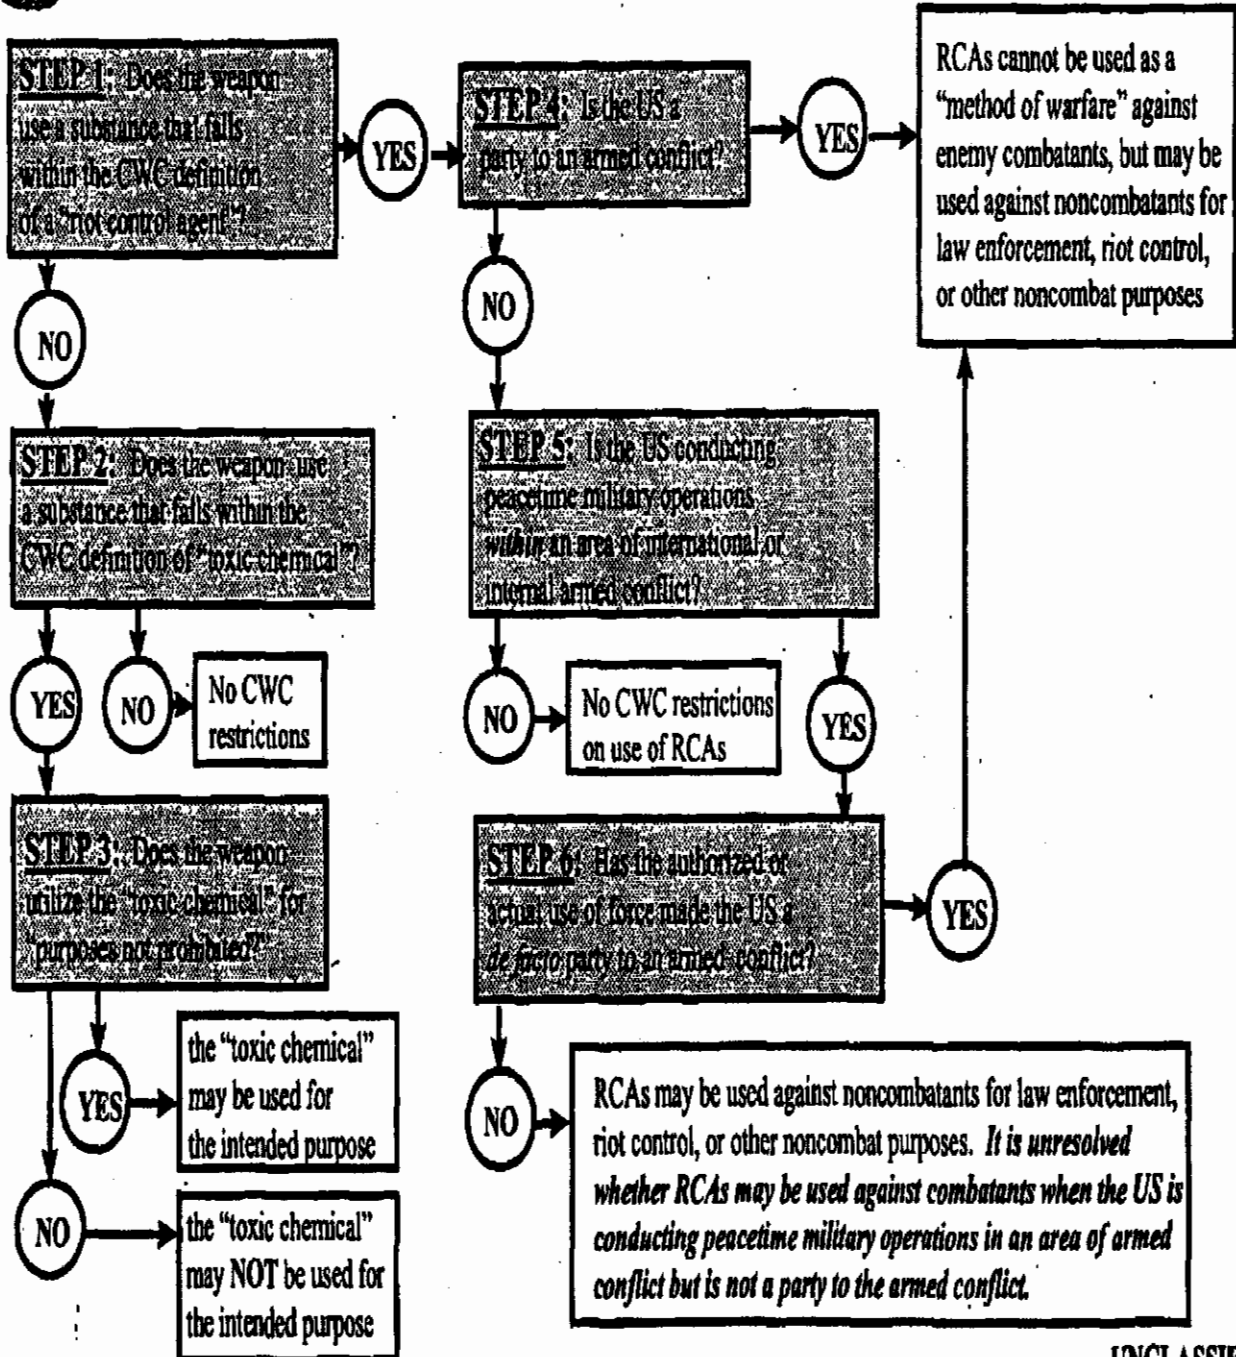 STEP 1: Does the weapon
use a substance that falls
within the CWC definition
of a "riot control agent"?
YES
STEP 4: Is the US a
party to an armed conflict?
YES
RCAs cannot be used as a
"method of warfare" against
enemy combatants, but may be
used against noncombatants for
law enforcement, riot control,
or other noncombat purposes
NO
NO
STEP 2: Does the weapon use
a substance that falls within the
CWC definition of "toxic chemical"?
YES
NO
No CWC
restrictions
STEP 5: Is the US conducting
peacetime military operations
within an area of international or
internal armed conflict?
NO
No CWC restrictions
on use of RCAs
YES
STEP 3: Does the weapon
utilize the "toxic chemical" for
"purposes not prohibited?"
YES
the "toxic chemical"
may be used for
the intended purpose
NO
the "toxic chemical"
may NOT be used for
the intended purpose
STEP 6: Has the authorized or
actual use of force made the US a
de facto party to an armed conflict?
YES
NO
RCAs may be used against noncombatants for law enforcement,
riot control, or other noncombat purposes. It is unresolved
whether RCAs may be used against combatants when the US is
conducting peacetime military operations in an area of armed
conflict but is not a party to the armed conflict.